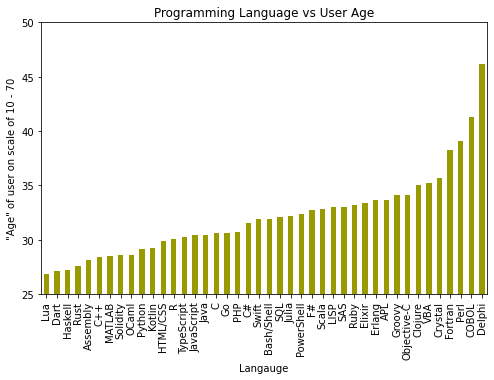 Programming Language vs User Age
"Age" of user on scale of 10 - 70
50
45
40
35
30
25
Lua
Dart
Haskell
Rust
Assembly
C++
MATLAB
Solidity
OCaml
Python
Kotlin
HTML/CSS
R
TypeScript
JavaScript
Java
C
Go
PHP
C#
Swift
Bash/Shell
SQL
Julia
PowerShell
F#
Scala
LISP
SAS
Ruby
Elixir
Erlang
APL
Groovy
Objective-C
Clojure
VBA
Crystal
Fortran
Perl
COBOL
Delphi
Langauge